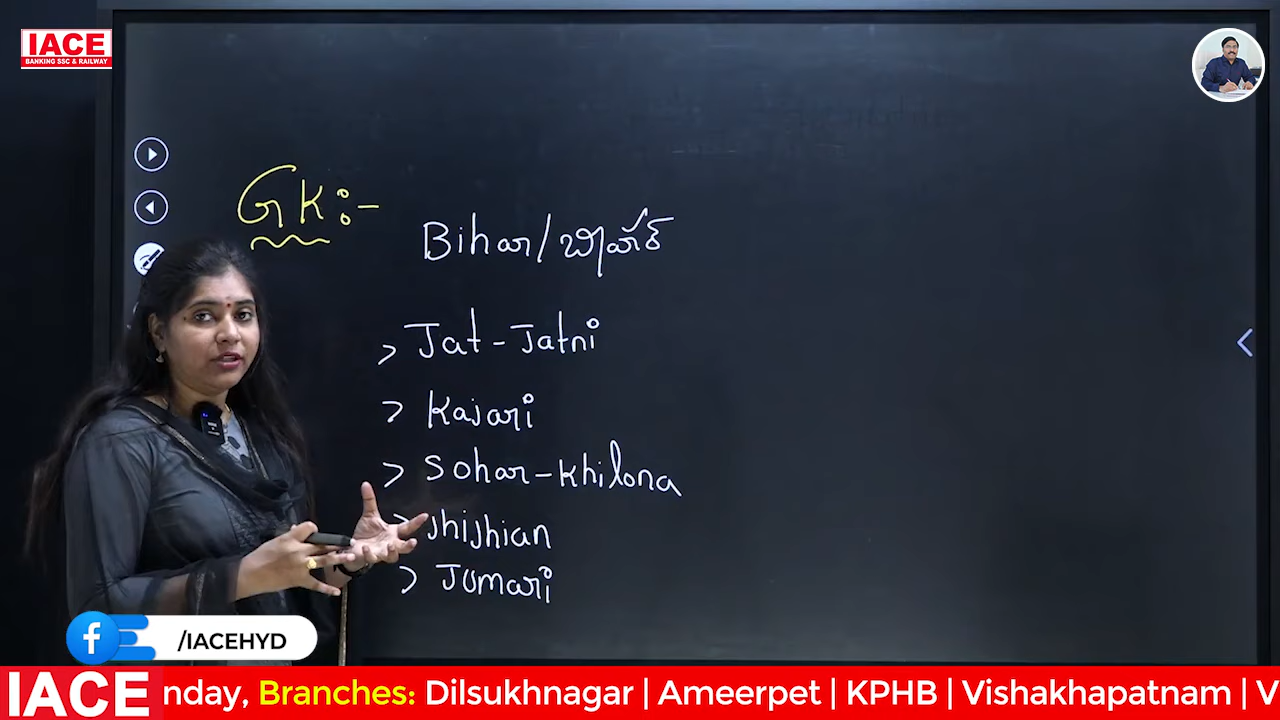 IACE
BANKING SSC & RAILWAY
GK:-
Bihar/బీహార్
> Jat-Jatni
> Kajari
> Sohar-Khilona
> Jhijhian
> Jumari
f /IACEHYD
IACE nday, Branches: Dilsukhnagar | Ameerpet | KPHB | Vishakhapatnam | V